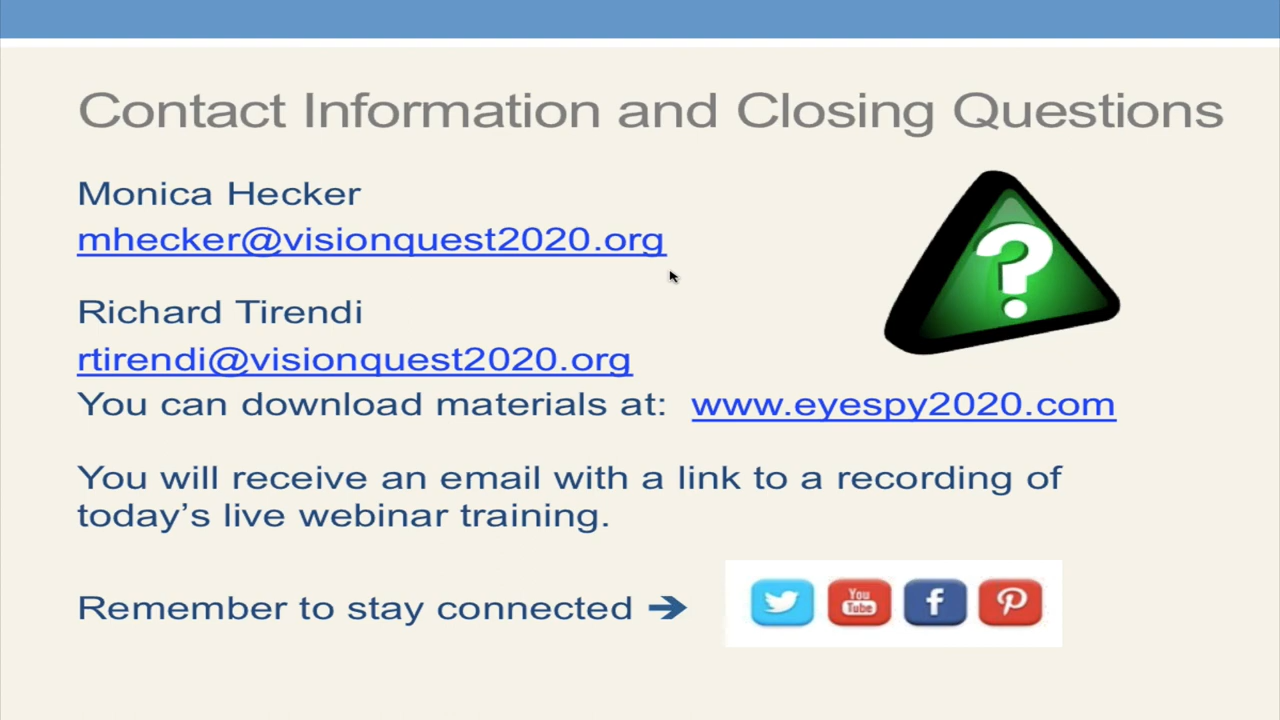 Contact Information and Closing Questions
Monica Hecker
mhecker@visionquest2020.org
Richard Tirendi
rtirendi@visionquest2020.org
You can download materials at: www.eyespy2020.com
You will receive an email with a link to a recording of
today’s live webinar training.
Remember to stay connected ➔
You
Tube
?